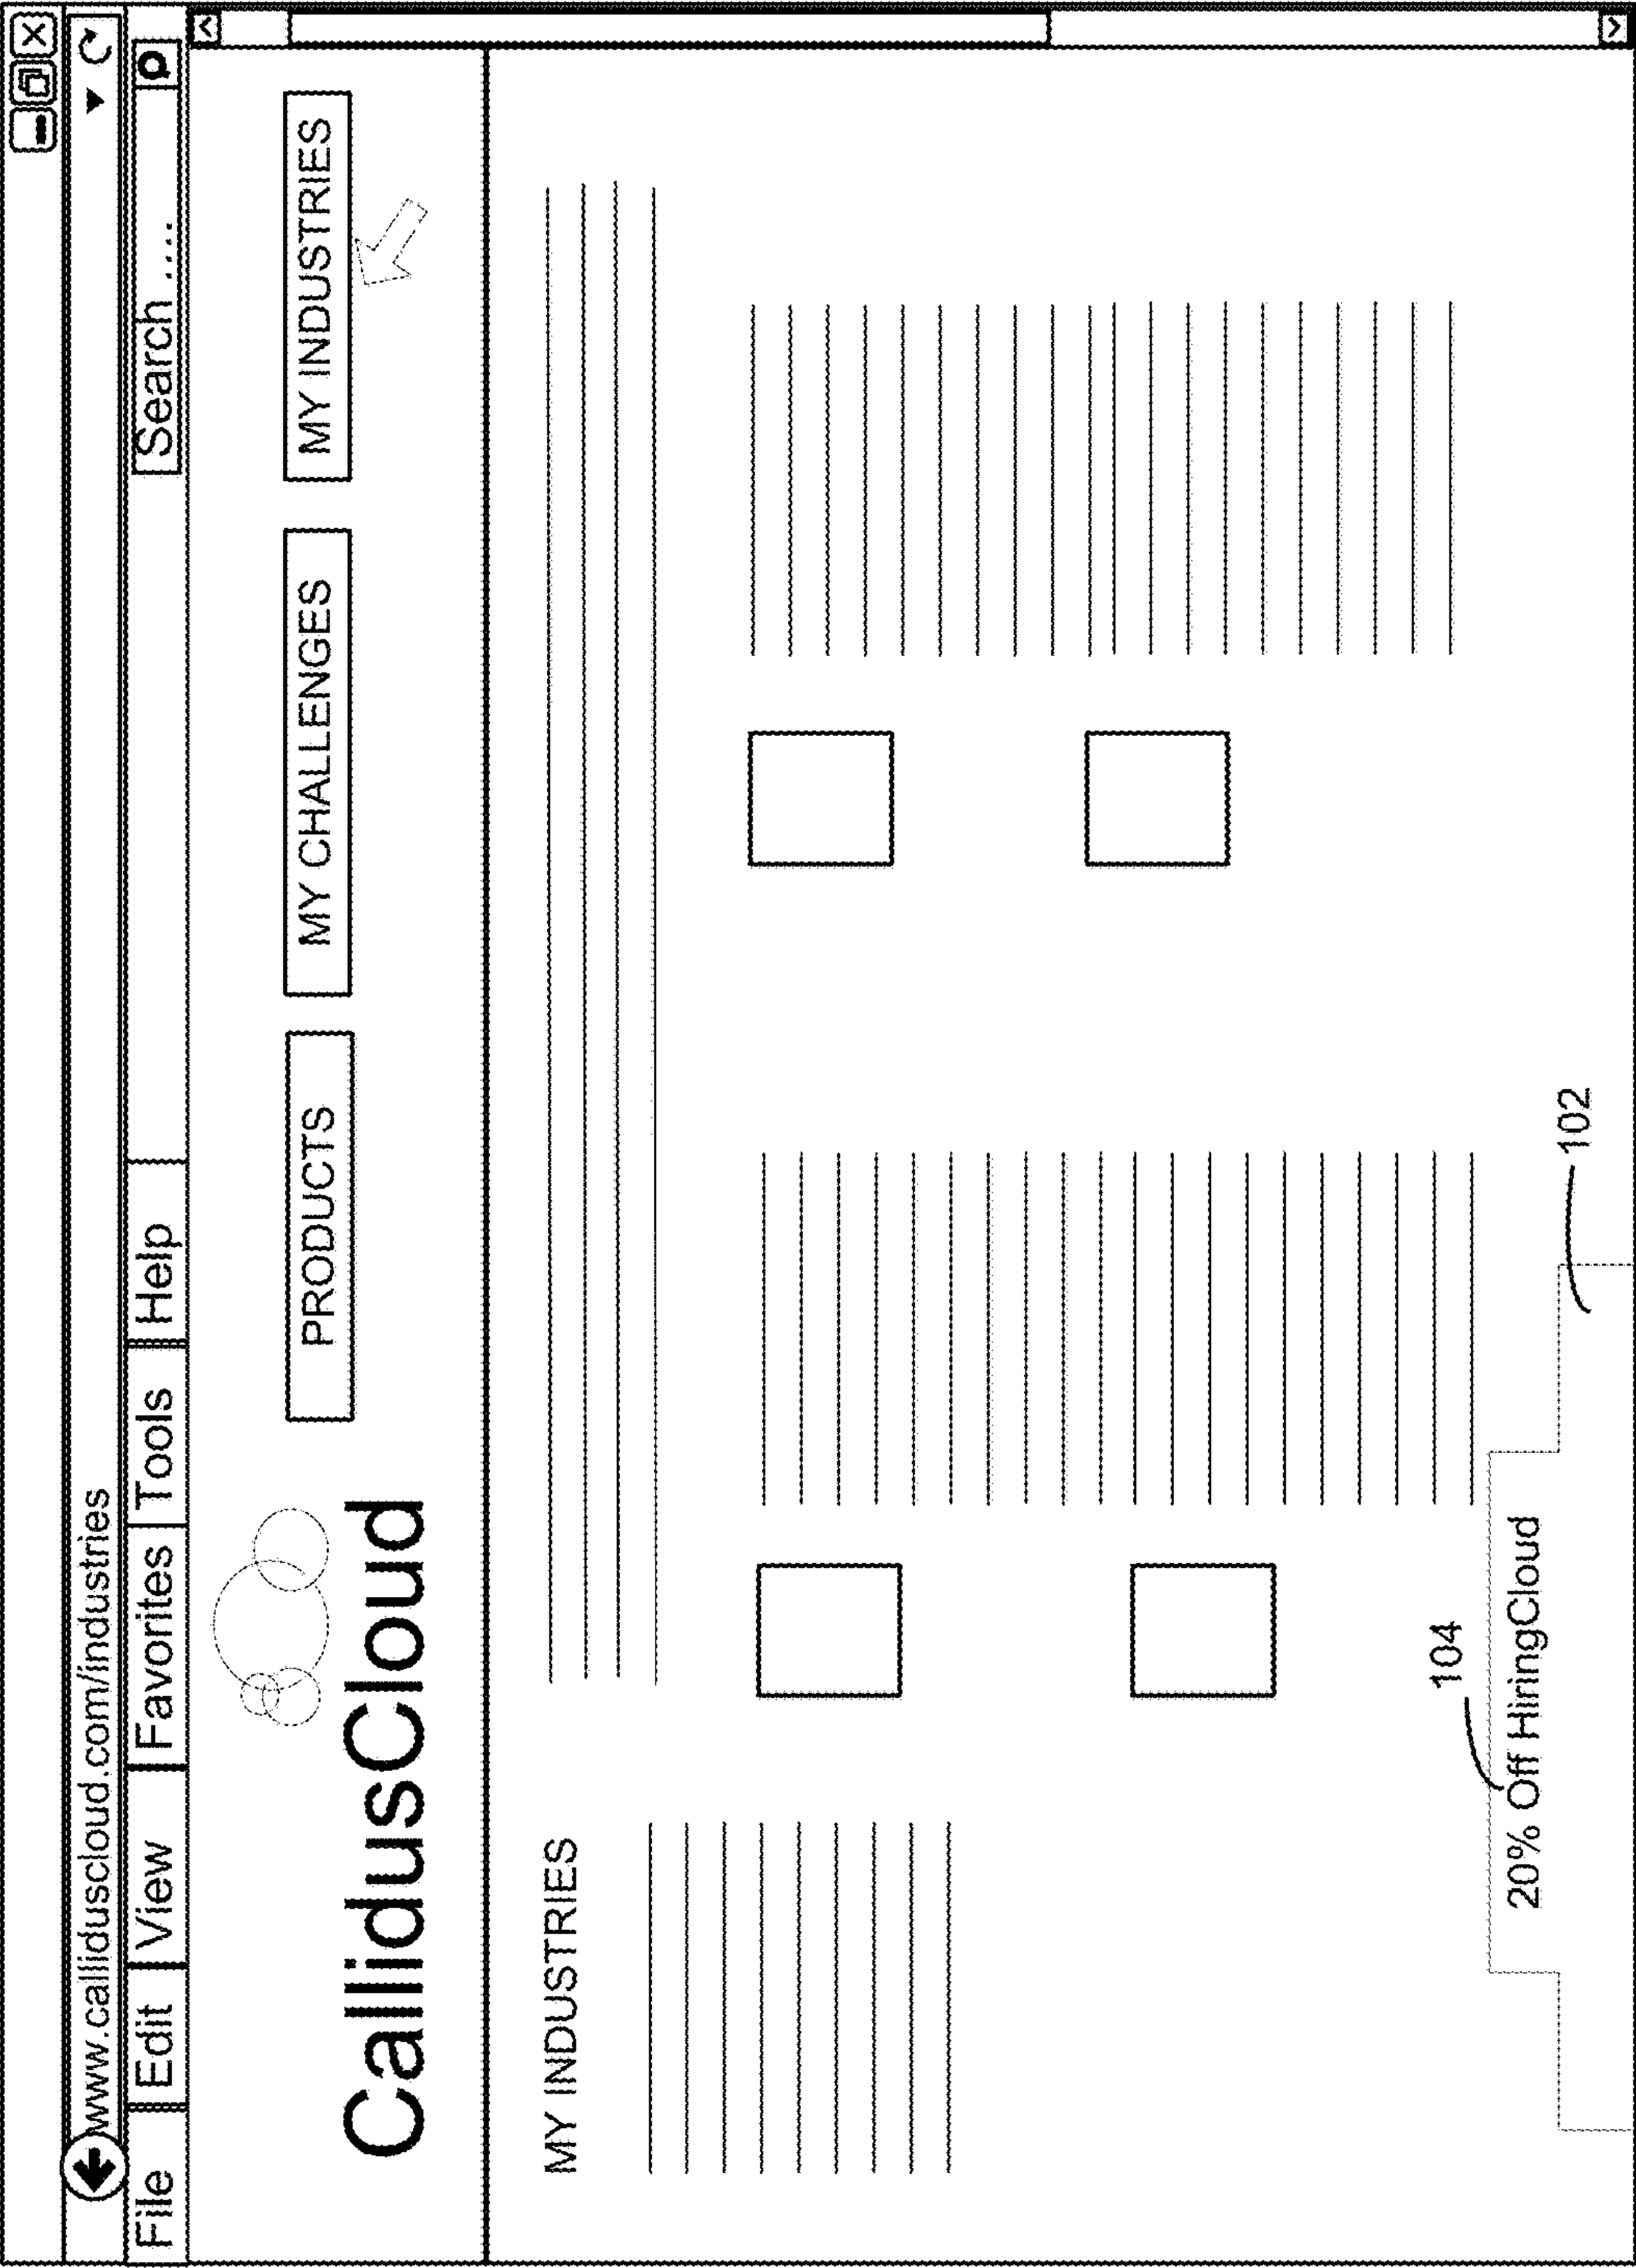 www.calliduscloud.com/industries
File Edit View Favorites Tools Help Search .....
CallidusCloud PRODUCTS MY CHALLENGES MY INDUSTRIES
MY INDUSTRIES
104
20% Off HiringCloud
102